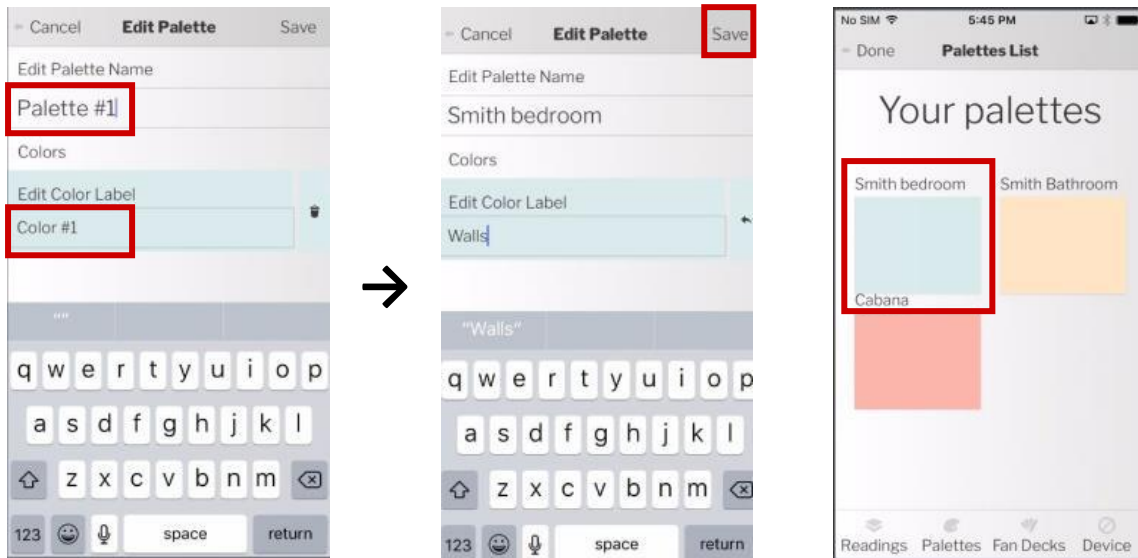 Cancel Edit Palette Save
Edit Palette Name
Palette #1
Colors
Edit Color Label
Color #1
""
q w e r t y u i o p
a s d f g h j k l
z x c v b n m
123 space return
Cancel Edit Palette Save
Edit Palette Name
Smith bedroom
Colors
Edit Color Label
Walls
"Walls"
q w e r t y u i o p
a s d f g h j k l
z x c v b n m
123 space return
No SIM 5:45 PM
Done Palettes List
Your palettes
Smith bedroom Smith Bathroom
Cabana
Readings Palettes Fan Decks Device